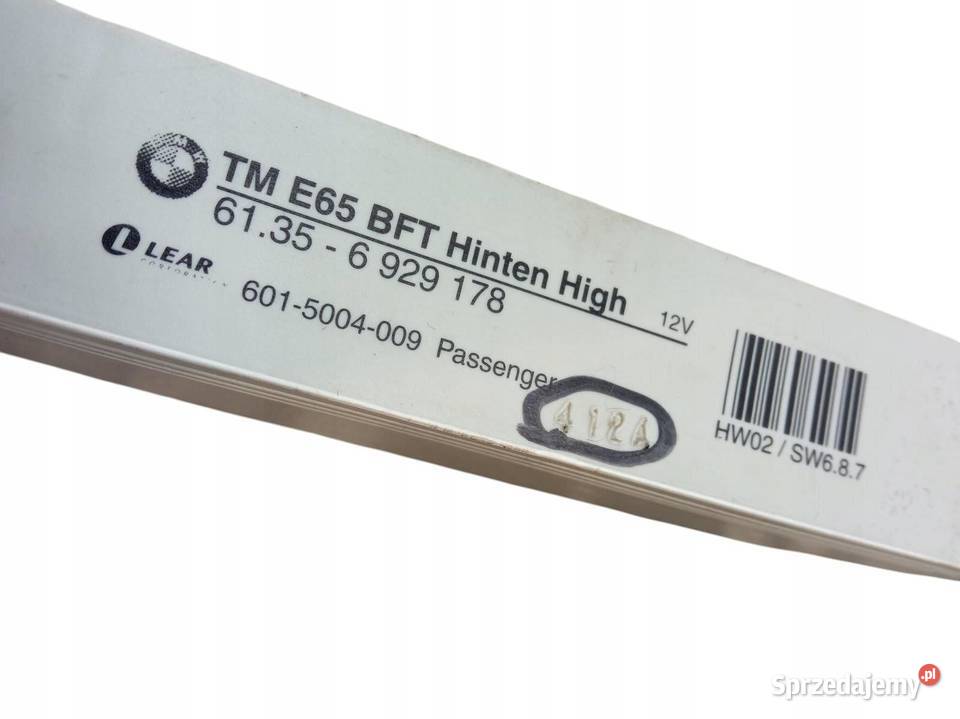 TM E65 BFT Hinten High 12V
61.35 - 6 929 178
LEAR
CORPORATION
601-5004-009 Passenger
412A
HW02 / SW6.8.7
Sprzedajemy.pl